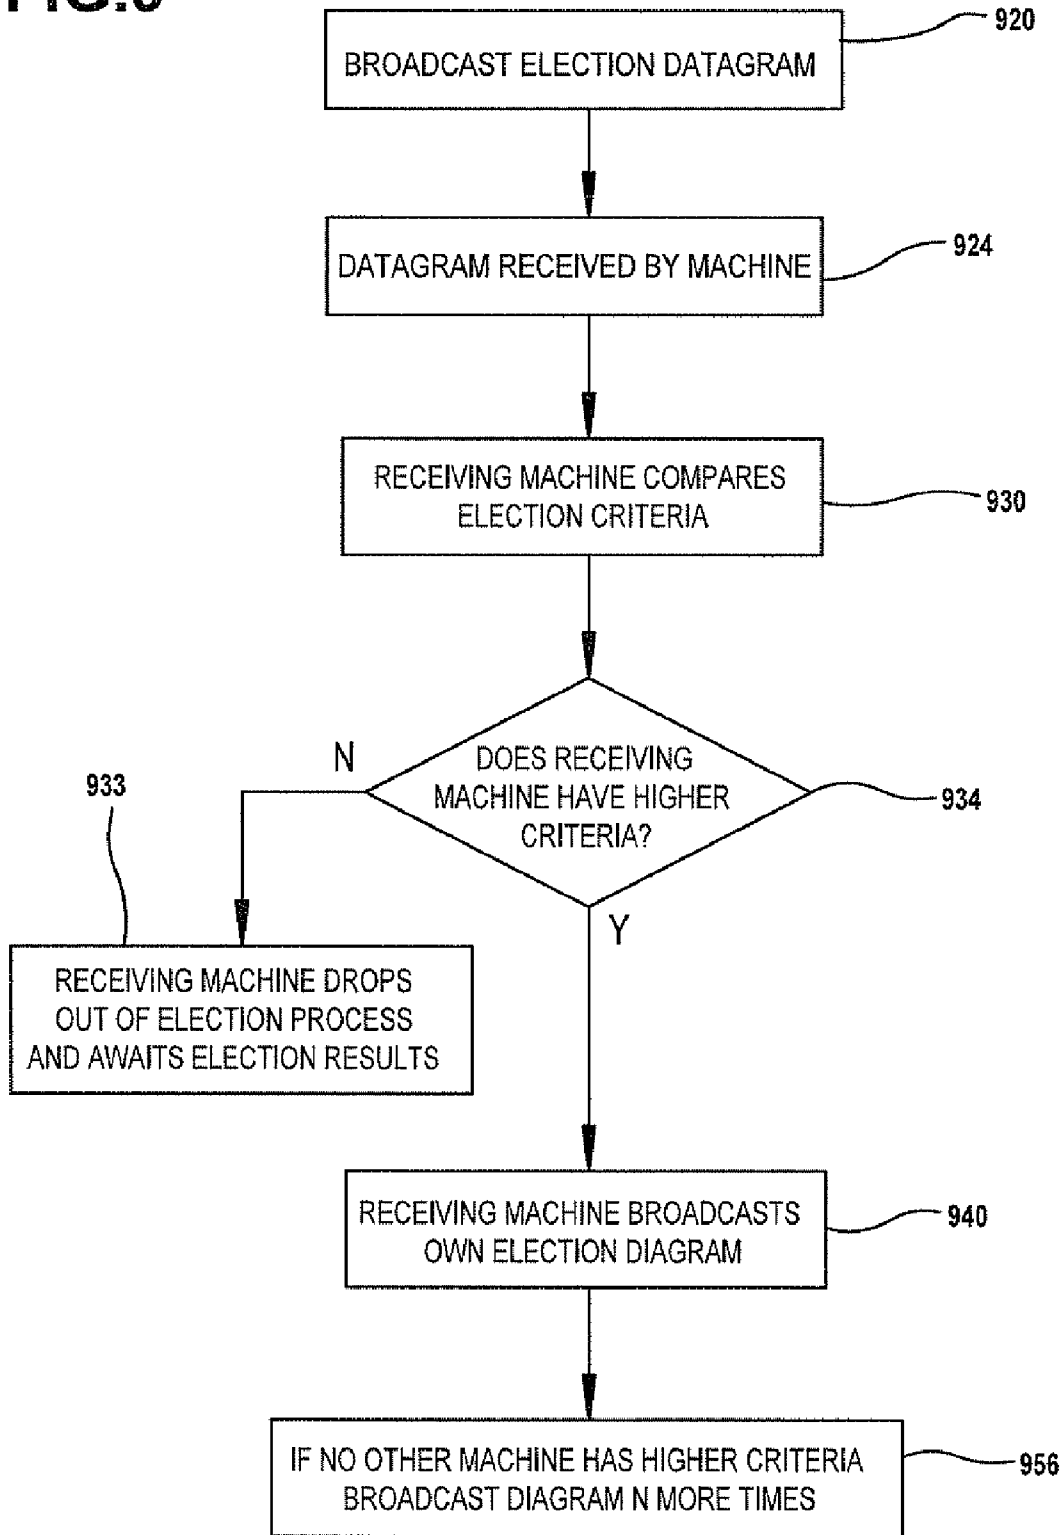 920
BROADCAST ELECTION DATAGRAM
DATAGRAM RECEIVED BY MACHINE
924
RECEIVING MACHINE COMPARES
ELECTION CRITERIA
930
N
DOES RECEIVING
MACHINE HAVE HIGHER
CRITERIA?
934
933
Y
RECEIVING MACHINE DROPS
OUT OF ELECTION PROCESS
AND AWAITS ELECTION RESULTS
RECEIVING MACHINE BROADCASTS
OWN ELECTION DIAGRAM
940
IF NO OTHER MACHINE HAS HIGHER CRITERIA
BROADCAST DIAGRAM N MORE TIMES
956